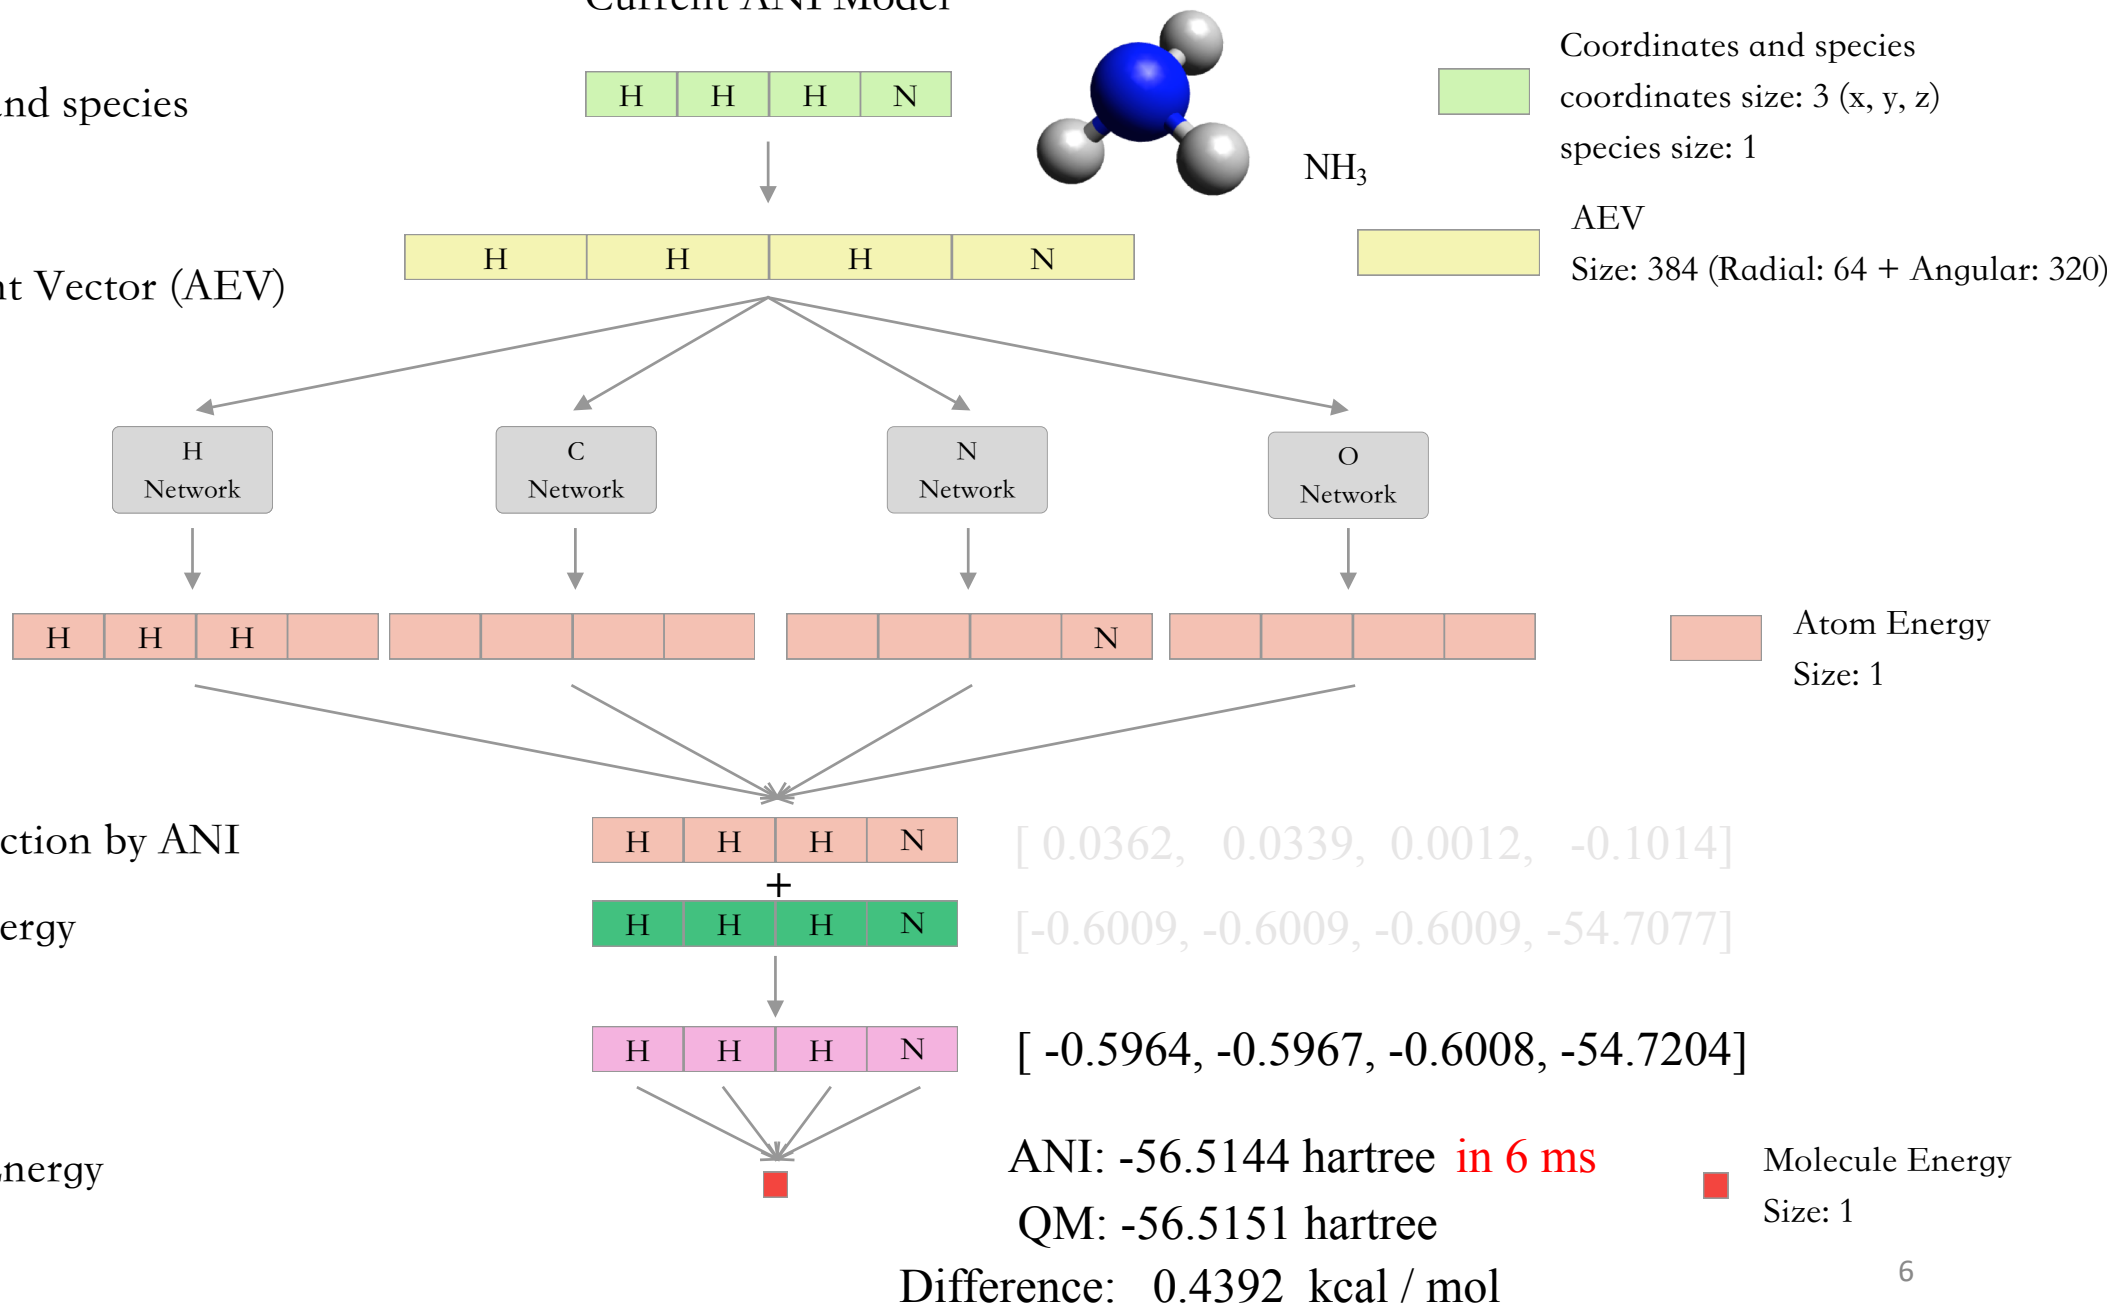 Current ANI Model
and species
H H H N
NH₃
Coordinates and species
coordinates size: 3 (x, y, z)
species size: 1
Vector (AEV)
H H H N
AEV
Size: 384 (Radial: 64 + Angular: 320)
H
Network
C
Network
N
Network
O
Network
H H H
N
Atom Energy
Size: 1
by ANI
H H H N
[ 0.0362, 0.0339, 0.0012, -0.1014]
+
H H H N
[-0.6009, -0.6009, -0.6009, -54.7077]
H H H N
[ -0.5964, -0.5967, -0.6008, -54.7204]
Energy
ANI: -56.5144 hartree in 6 ms
QM: -56.5151 hartree
Difference: 0.4392 kcal / mol
Molecule Energy
Size: 1
6